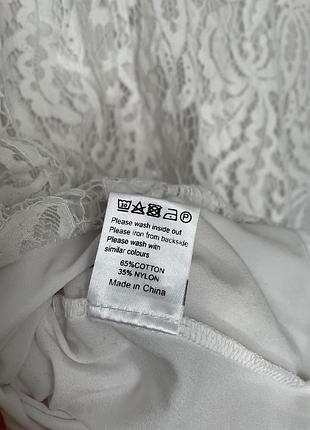 30 P
Please wash inside out
Please iron from backside
Please wash with
similar colours
65%COTTON
35% NYLON
Made in China